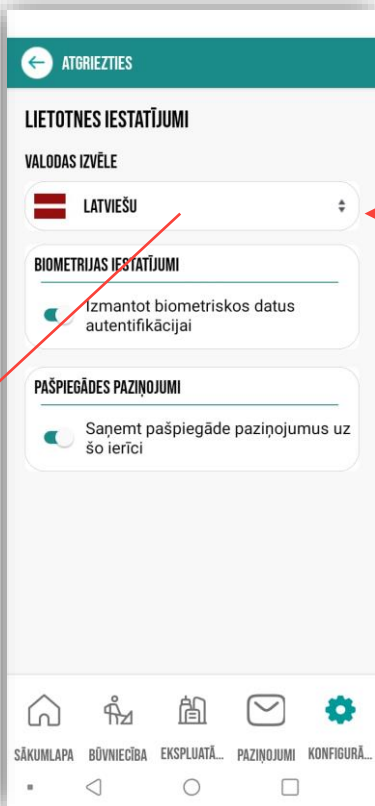 ATGRIEZTIES
LIETOTNES IESTATĪJUMI
VALODAS IZVĒLE
LATVIEŠU
BIOMETRIJAS IESTATĪJUMI
Izmantot biometriskos datus
autentifikācijai
PAŠPIEGĀDES PAZIŅOJUMI
Saņemt pašpiegāde paziņojumus uz
šo ierīci
SĀKUMLAPA BŪVNIECĪBA EKSPLUATĀ... PAZIŅOJUMI KONFIGURĀ...